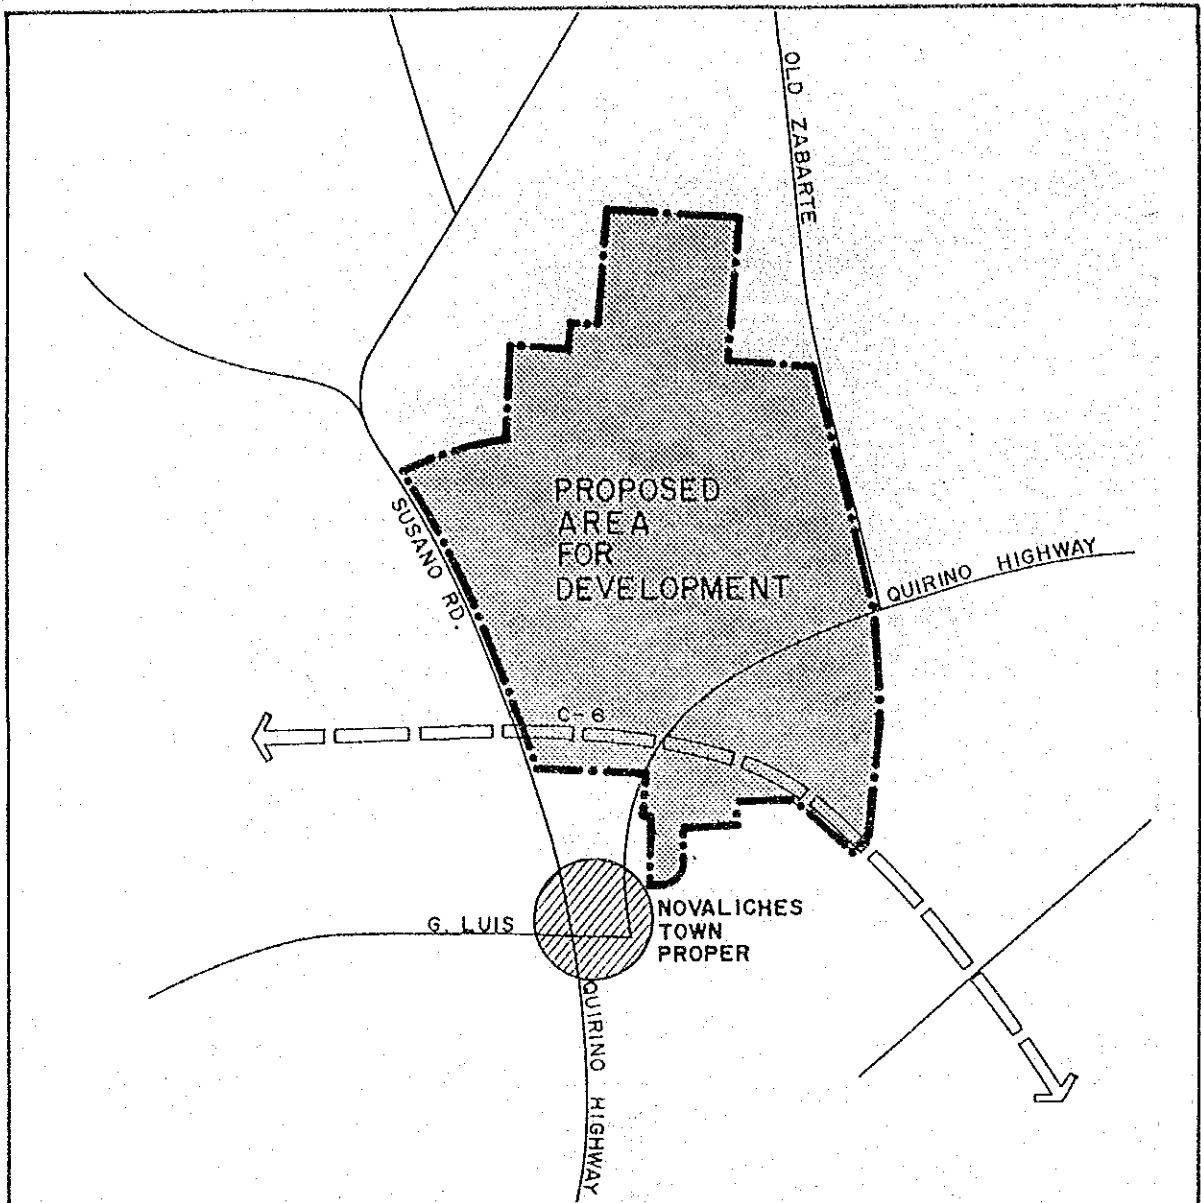 OLD ZABARTE
PROPOSED
AREA
FOR
DEVELOPMENT
SUSANO RD.
QUIRINO HIGHWAY
C-6
NOVALICHES
TOWN
PROPER
G. LUIS
QUIRINO HIGHWAY